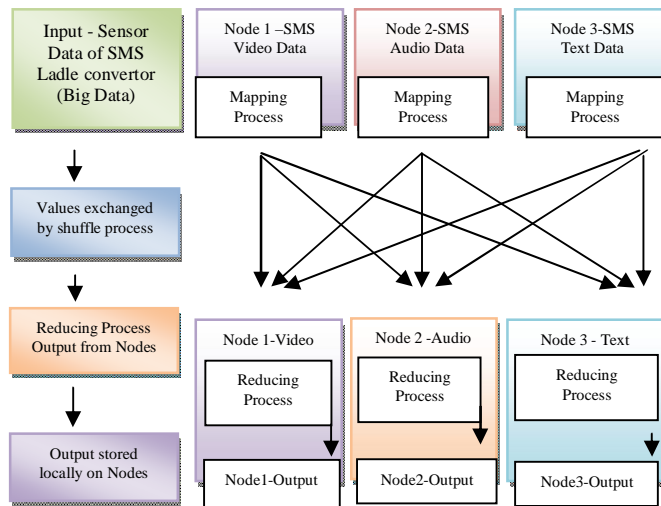 Input - Sensor
Data of SMS
Ladle convertor
(Big Data)
Node 1 –SMS
Video Data
Mapping
Process
Node 2-SMS
Audio Data
Mapping
Process
Node 3-SMS
Text Data
Mapping
Process
Values exchanged
by shuffle process
Reducing Process
Output from Nodes
Output stored
locally on Nodes
Node 1-Video
Reducing
Process
Node1-Output
Node 2 -Audio
Reducing
Process
Node2-Output
Node 3 - Text
Reducing
Process
Node3-Output